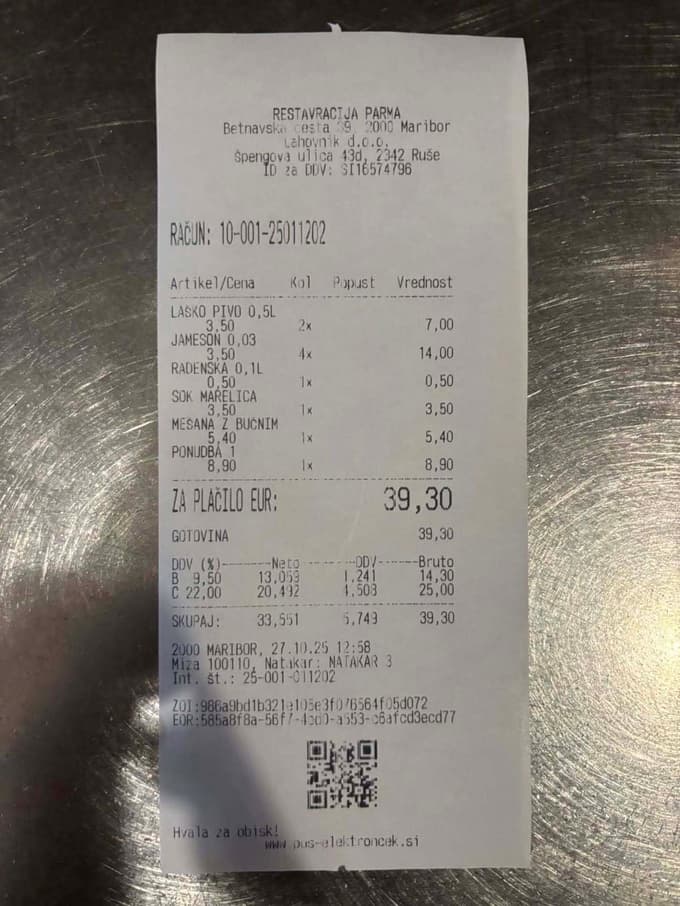 RESTAVRACIJA PARMA
Betnavska cesta 39, 2000 Maribor
Lahovnik d.o.o.
Špengova ulica 43d, 2342 Ruše
ID za DDV: SI16574796
RAČUN: 10-001-25011202
Artikel/Cena Kol Popust Vrednost
LAŠKO PIVO 0,5L
3,50 2x 7,00
JAMESON 0,03
3,50 4x 14,00
RADENSKA 0,1L
0,50 1x 0,50
SOK MARELICA
3,50 1x 3,50
MEŠANA Z BUČNIM
5,40 1x 5,40
PONUDBA 1
8,90 1x 8,90
ZA PLAČILO EUR: 39,30
GOTOVINA 39,30
DDV (%) Neto DDV Bruto
B 9,50 13,059 1,241 14,30
C 22,00 20,492 4,508 25,00
SKUPAJ: 33,551 5,749 39,30
2000 MARIBOR, 27.10.25 12:58
Miza 100110, Natakar: NATAKAR 3
Int. št.: 25-001-011202
ZOI:
EOR:
Hvala za obisk!
www.pos-elektroncek.si